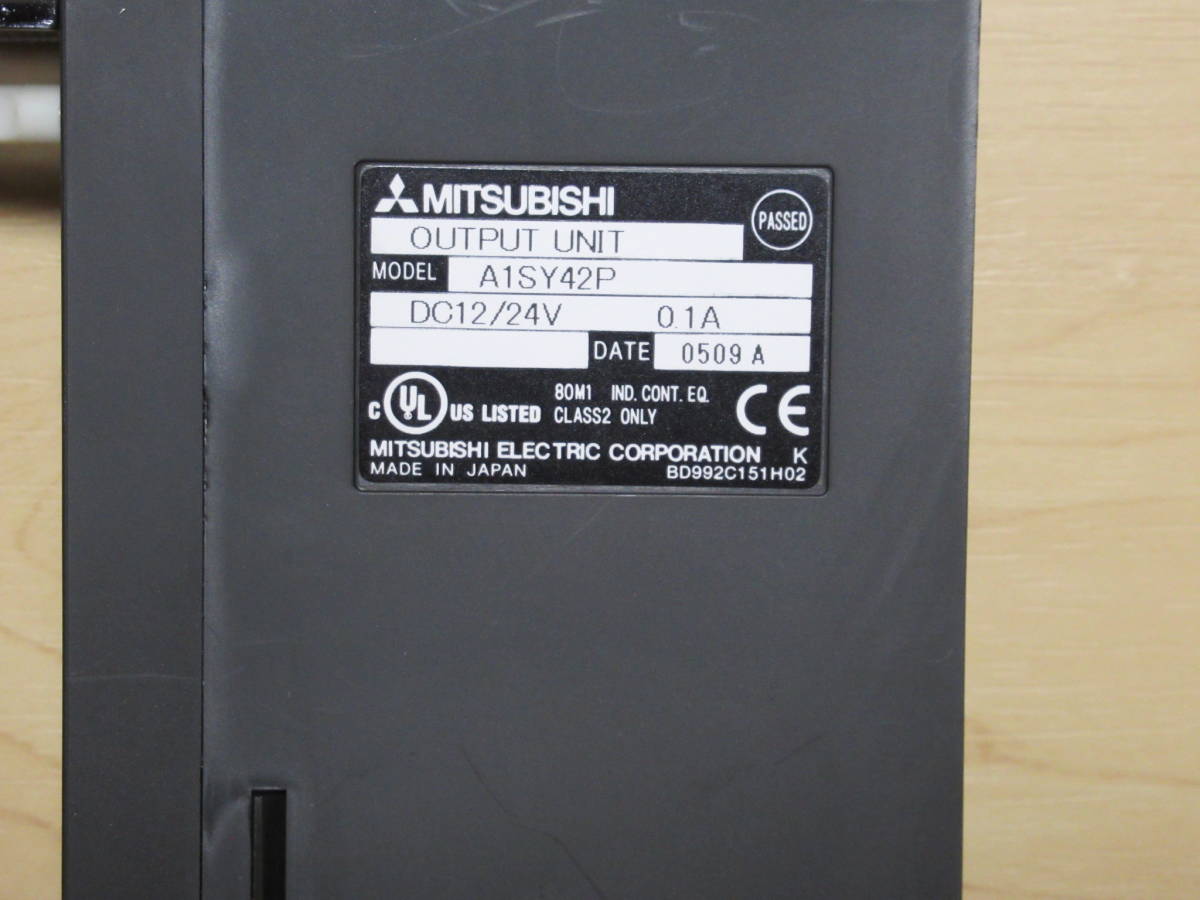 MITSUBISHI
PASSED
OUTPUT UNIT
MODEL A1SY42P
DC12/24V 0.1A
DATE 0509 A
C UL US LISTED
80M1 IND. CONT. EQ.
CLASS2 ONLY
CE
MITSUBISHI ELECTRIC CORPORATION K
MADE IN JAPAN BD992C151H02